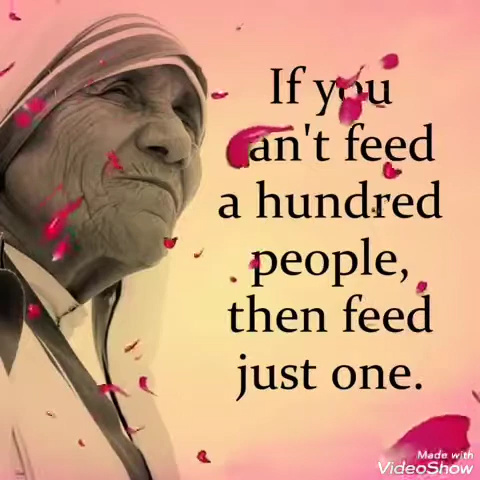 If you
can't feed
a hundred
people,
then feed
just one.
Made with
VideoShow